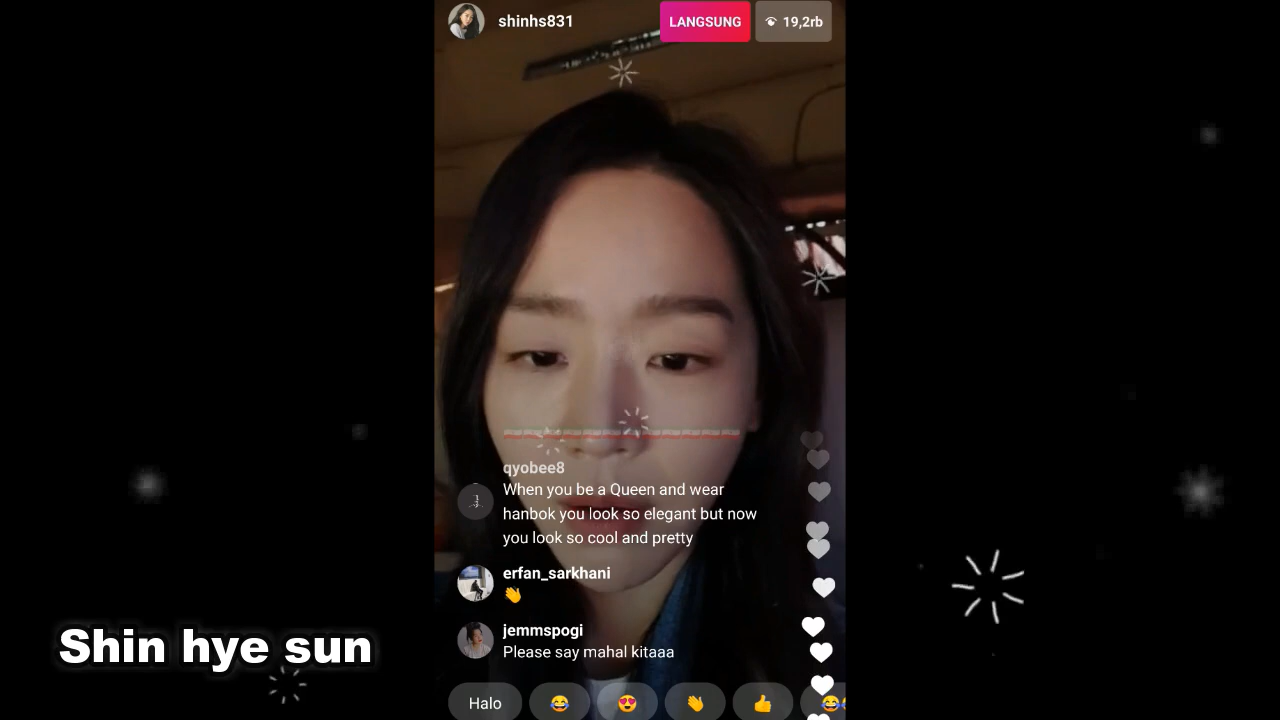 shinhs831
LANGSUNG
19,2rb
qyobee8
When you be a Queen and wear
hanbok you look so elegant but now
you look so cool and pretty
erfan_sarkhani
👏
jemmspogi
Please say mahal kitaaa
Halo
😂 😍 👏 👍 😂
Shin hye sun